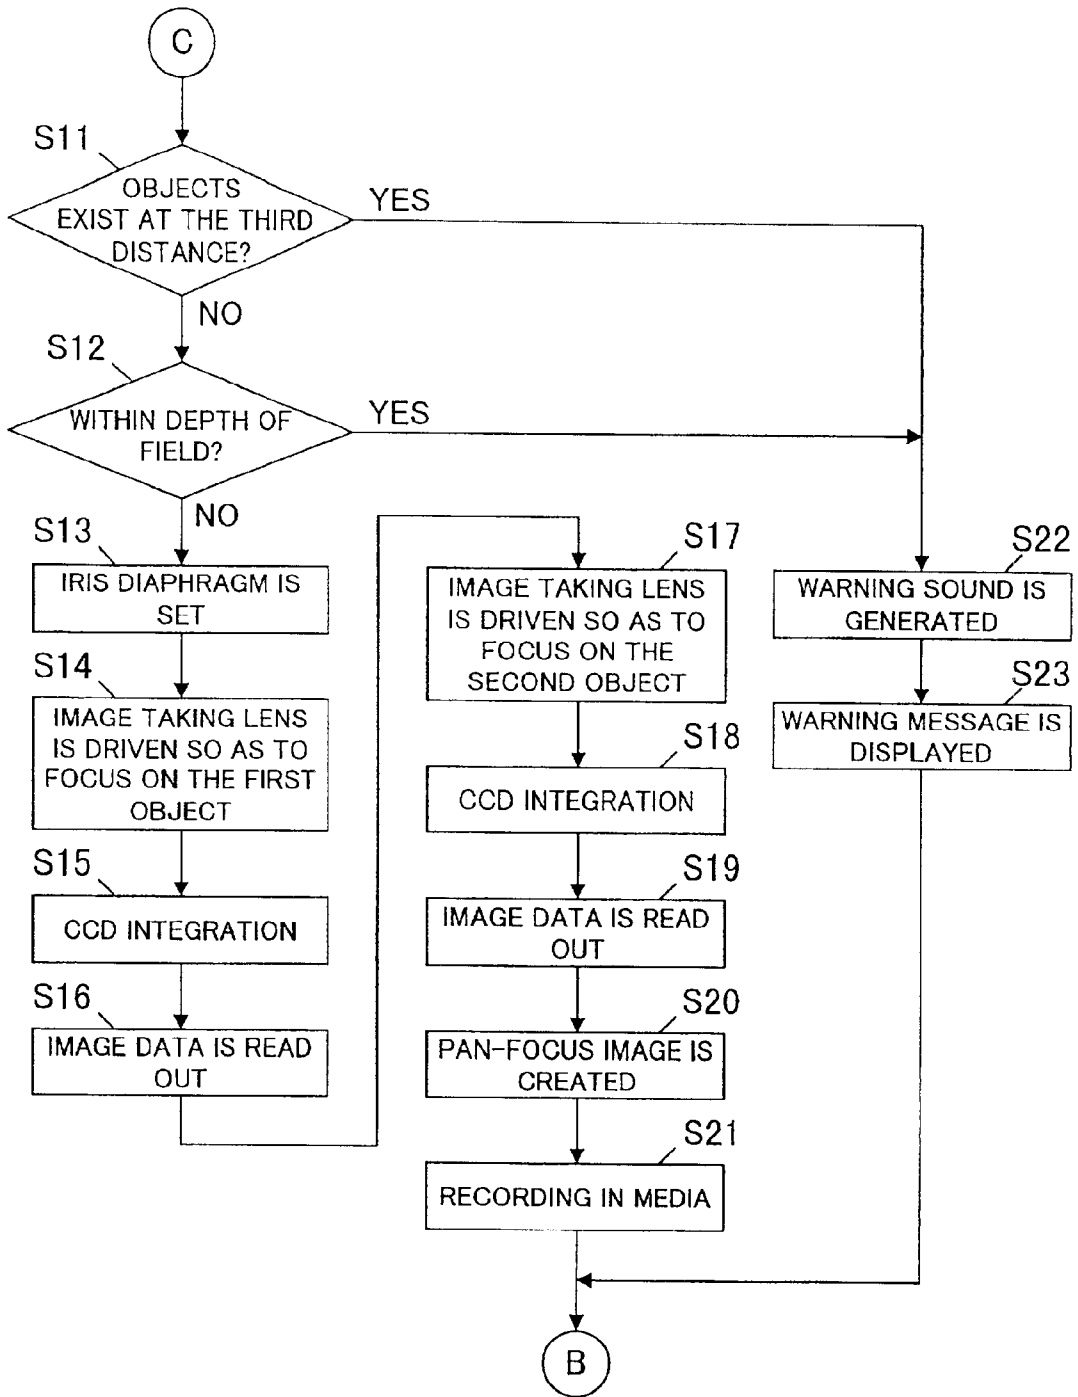 C
S11
OBJECTS
EXIST AT THE THIRD
DISTANCE?
YES
NO
S12
WITHIN DEPTH OF
FIELD?
YES
NO
S13
IRIS DIAPHRAGM IS
SET
S14
IMAGE TAKING LENS
IS DRIVEN SO AS TO
FOCUS ON THE FIRST
OBJECT
S15
CCD INTEGRATION
S16
IMAGE DATA IS READ
OUT
S17
IMAGE TAKING LENS
IS DRIVEN SO AS TO
FOCUS ON THE
SECOND OBJECT
S18
CCD INTEGRATION
S19
IMAGE DATA IS READ
OUT
S20
PAN-FOCUS IMAGE IS
CREATED
S21
RECORDING IN MEDIA
S22
WARNING SOUND IS
GENERATED
S23
WARNING MESSAGE IS
DISPLAYED
B